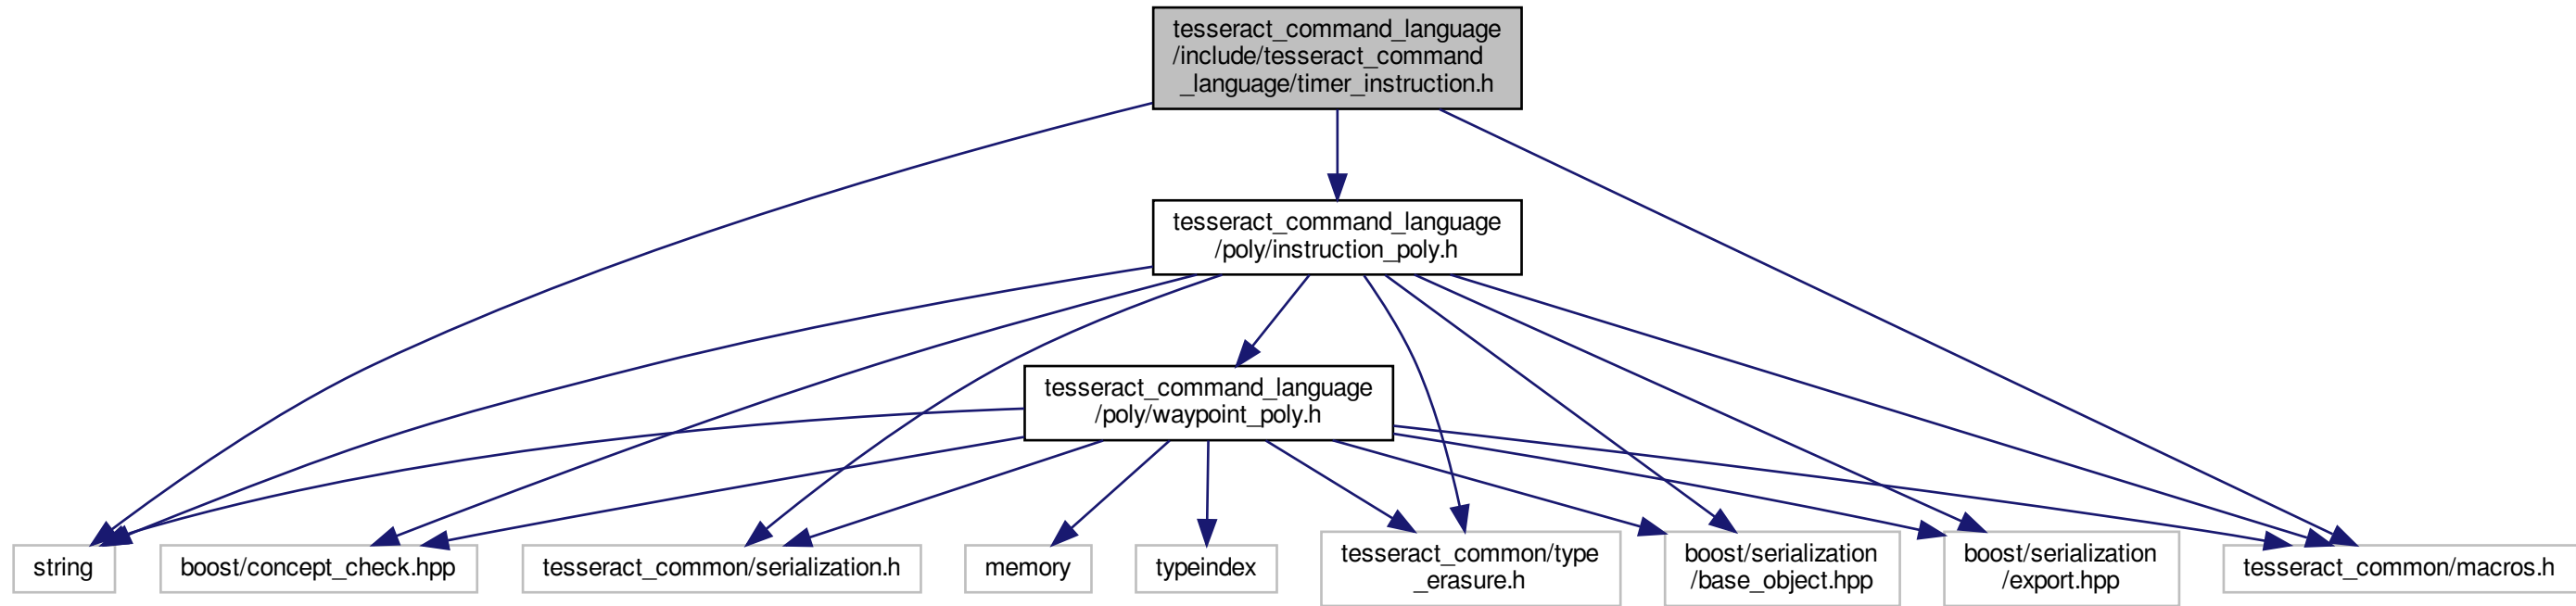 tesseract_command_language
/include/tesseract_command
_language/timer_instruction.h
tesseract_command_language
/poly/instruction_poly.h
tesseract_command_language
/poly/waypoint_poly.h
string
boost/concept_check.hpp
tesseract_common/serialization.h
memory
typeindex
tesseract_common/type
_erasure.h
boost/serialization
/base_object.hpp
boost/serialization
/export.hpp
tesseract_common/macros.h